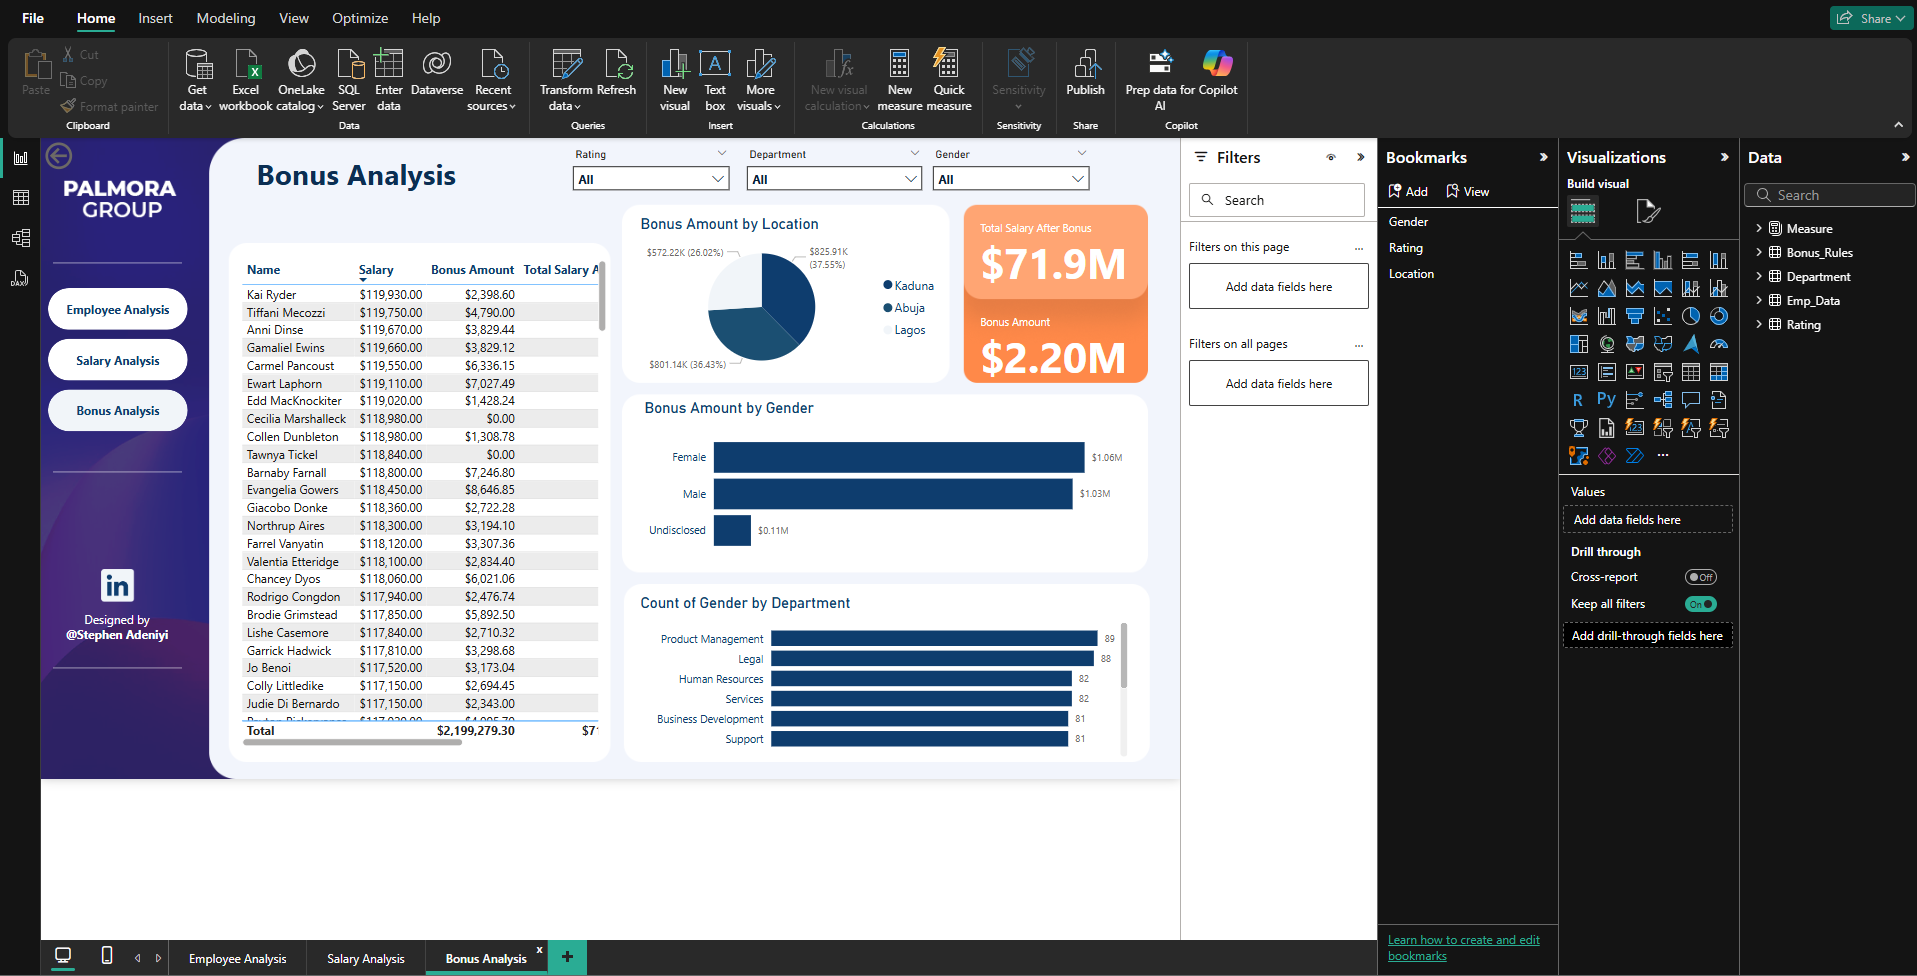 File
Home
Insert
Modeling
View
Optimize
Help
Share
Paste
Cut
Copy
Format painter
Clipboard
Get data
Excel workbook
OneLake catalog
SQL Server
Enter data
Dataverse
Recent sources
Data
Transform data
Refresh
Queries
New visual
Text box
More visuals
Insert
New visual calculation
New measure
Quick measure
Calculations
Sensitivity
Sensitivity
Publish
Share
Prep data for AI
Copilot
Copilot
PALMORA
GROUP
Employee Analysis
Salary Analysis
Bonus Analysis
in
Designed by
@Stephen Adeniyi
Bonus Analysis
Rating
All
Department
All
Gender
All
Name Salary Bonus Amount Total Salary A
Kai Ryder $119,930.00 $2,398.60
Tiffani Mecozzi $119,750.00 $4,790.00
Anni Dinse $119,670.00 $3,829.44
Gamaliel Ewins $119,660.00 $3,829.12
Carmel Pancoust $119,550.00 $6,336.15
Ewart Laphorn $119,110.00 $7,027.49
Edd MacKnockiter $119,020.00 $1,428.24
Cecilia Marshalleck $118,980.00 $0.00
Collen Dunbleton $118,980.00 $1,308.78
Tawnya Tickel $118,840.00 $0.00
Barnaby Farnall $118,800.00 $7,246.80
Evangelia Gowers $118,450.00 $8,646.85
Giacobo Donke $118,360.00 $2,722.28
Northrup Aires $118,300.00 $3,194.10
Farrel Vanyatin $118,120.00 $3,307.36
Valentia Etteridge $118,100.00 $2,834.40
Chancey Dyos $118,060.00 $6,021.06
Rodrigo Congdon $117,940.00 $2,476.74
Brodie Grimstead $117,850.00 $5,892.50
Lishe Casemore $117,840.00 $2,710.32
Garrick Hadwick $117,810.00 $3,298.68
Jo Benoi $117,520.00 $3,173.04
Colly Littledike $117,150.00 $2,694.45
Judie Di Bernardo $117,150.00 $2,343.00
Total $2,199,279.30 $71
Bonus Amount by Location
$572.22K (26.02%)
$825.91K
(37.55%)
$801.14K (36.43%)
Kaduna
Abuja
Lagos
Total Salary After Bonus
$71.9M
Bonus Amount
$2.20M
Bonus Amount by Gender
Female $1.06M
Male $1.03M
Undisclosed $0.11M
Count of Gender by Department
Product Management 89
Legal 88
Human Resources 82
Services 82
Business Development 81
Support 81
Filters
Search
Filters on this page ...
Add data fields here
Filters on all pages ...
Add data fields here
Bookmarks
Add
View
Gender
Rating
Location
Learn how to create and edit
bookmarks
Visualizations
Build visual
123
R
Py
123
...
Values
Add data fields here
Drill through
Cross-report Off
Keep all filters On
Add drill-through fields here
Data
Search
Measure
Bonus_Rules
Department
Emp_Data
Rating
Employee Analysis
Salary Analysis
Bonus Analysis
x
+